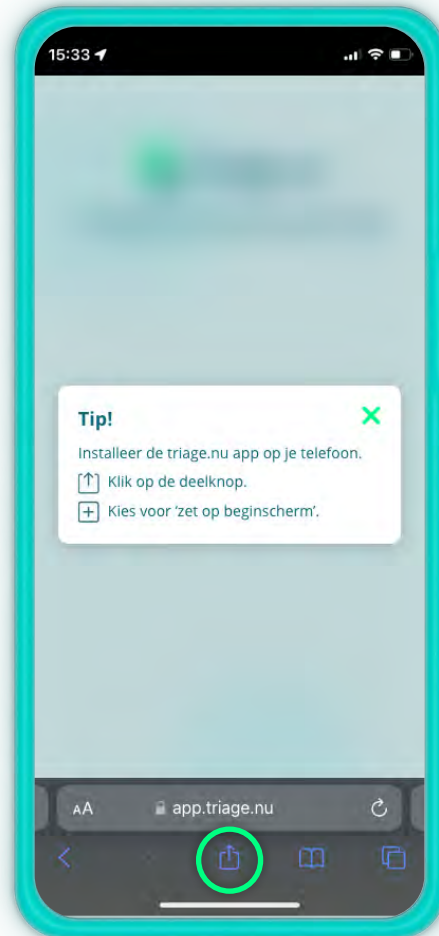 15:33
Tip!
Installeer de triage.nu app op je telefoon.
Klik op de deelknop.
Kies voor ‘zet op beginscherm’.
AA
app.triage.nu